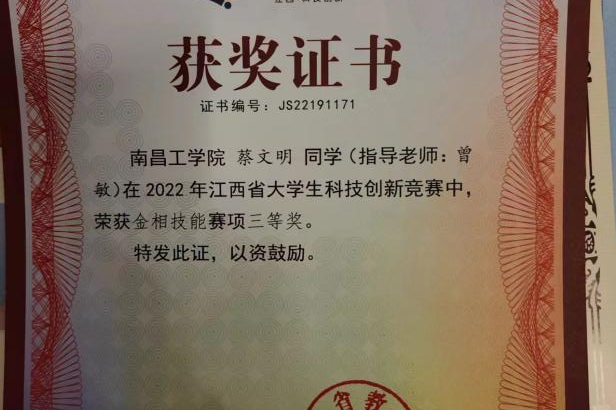 获奖证书
证书编号：JS22191171
南昌工学院 蔡文明 同学（指导老师：曾
敏）在 2022 年江西省大学生科技创新竞赛中，
荣获金相技能赛项三等奖。
特发此证，以资鼓励。
省教